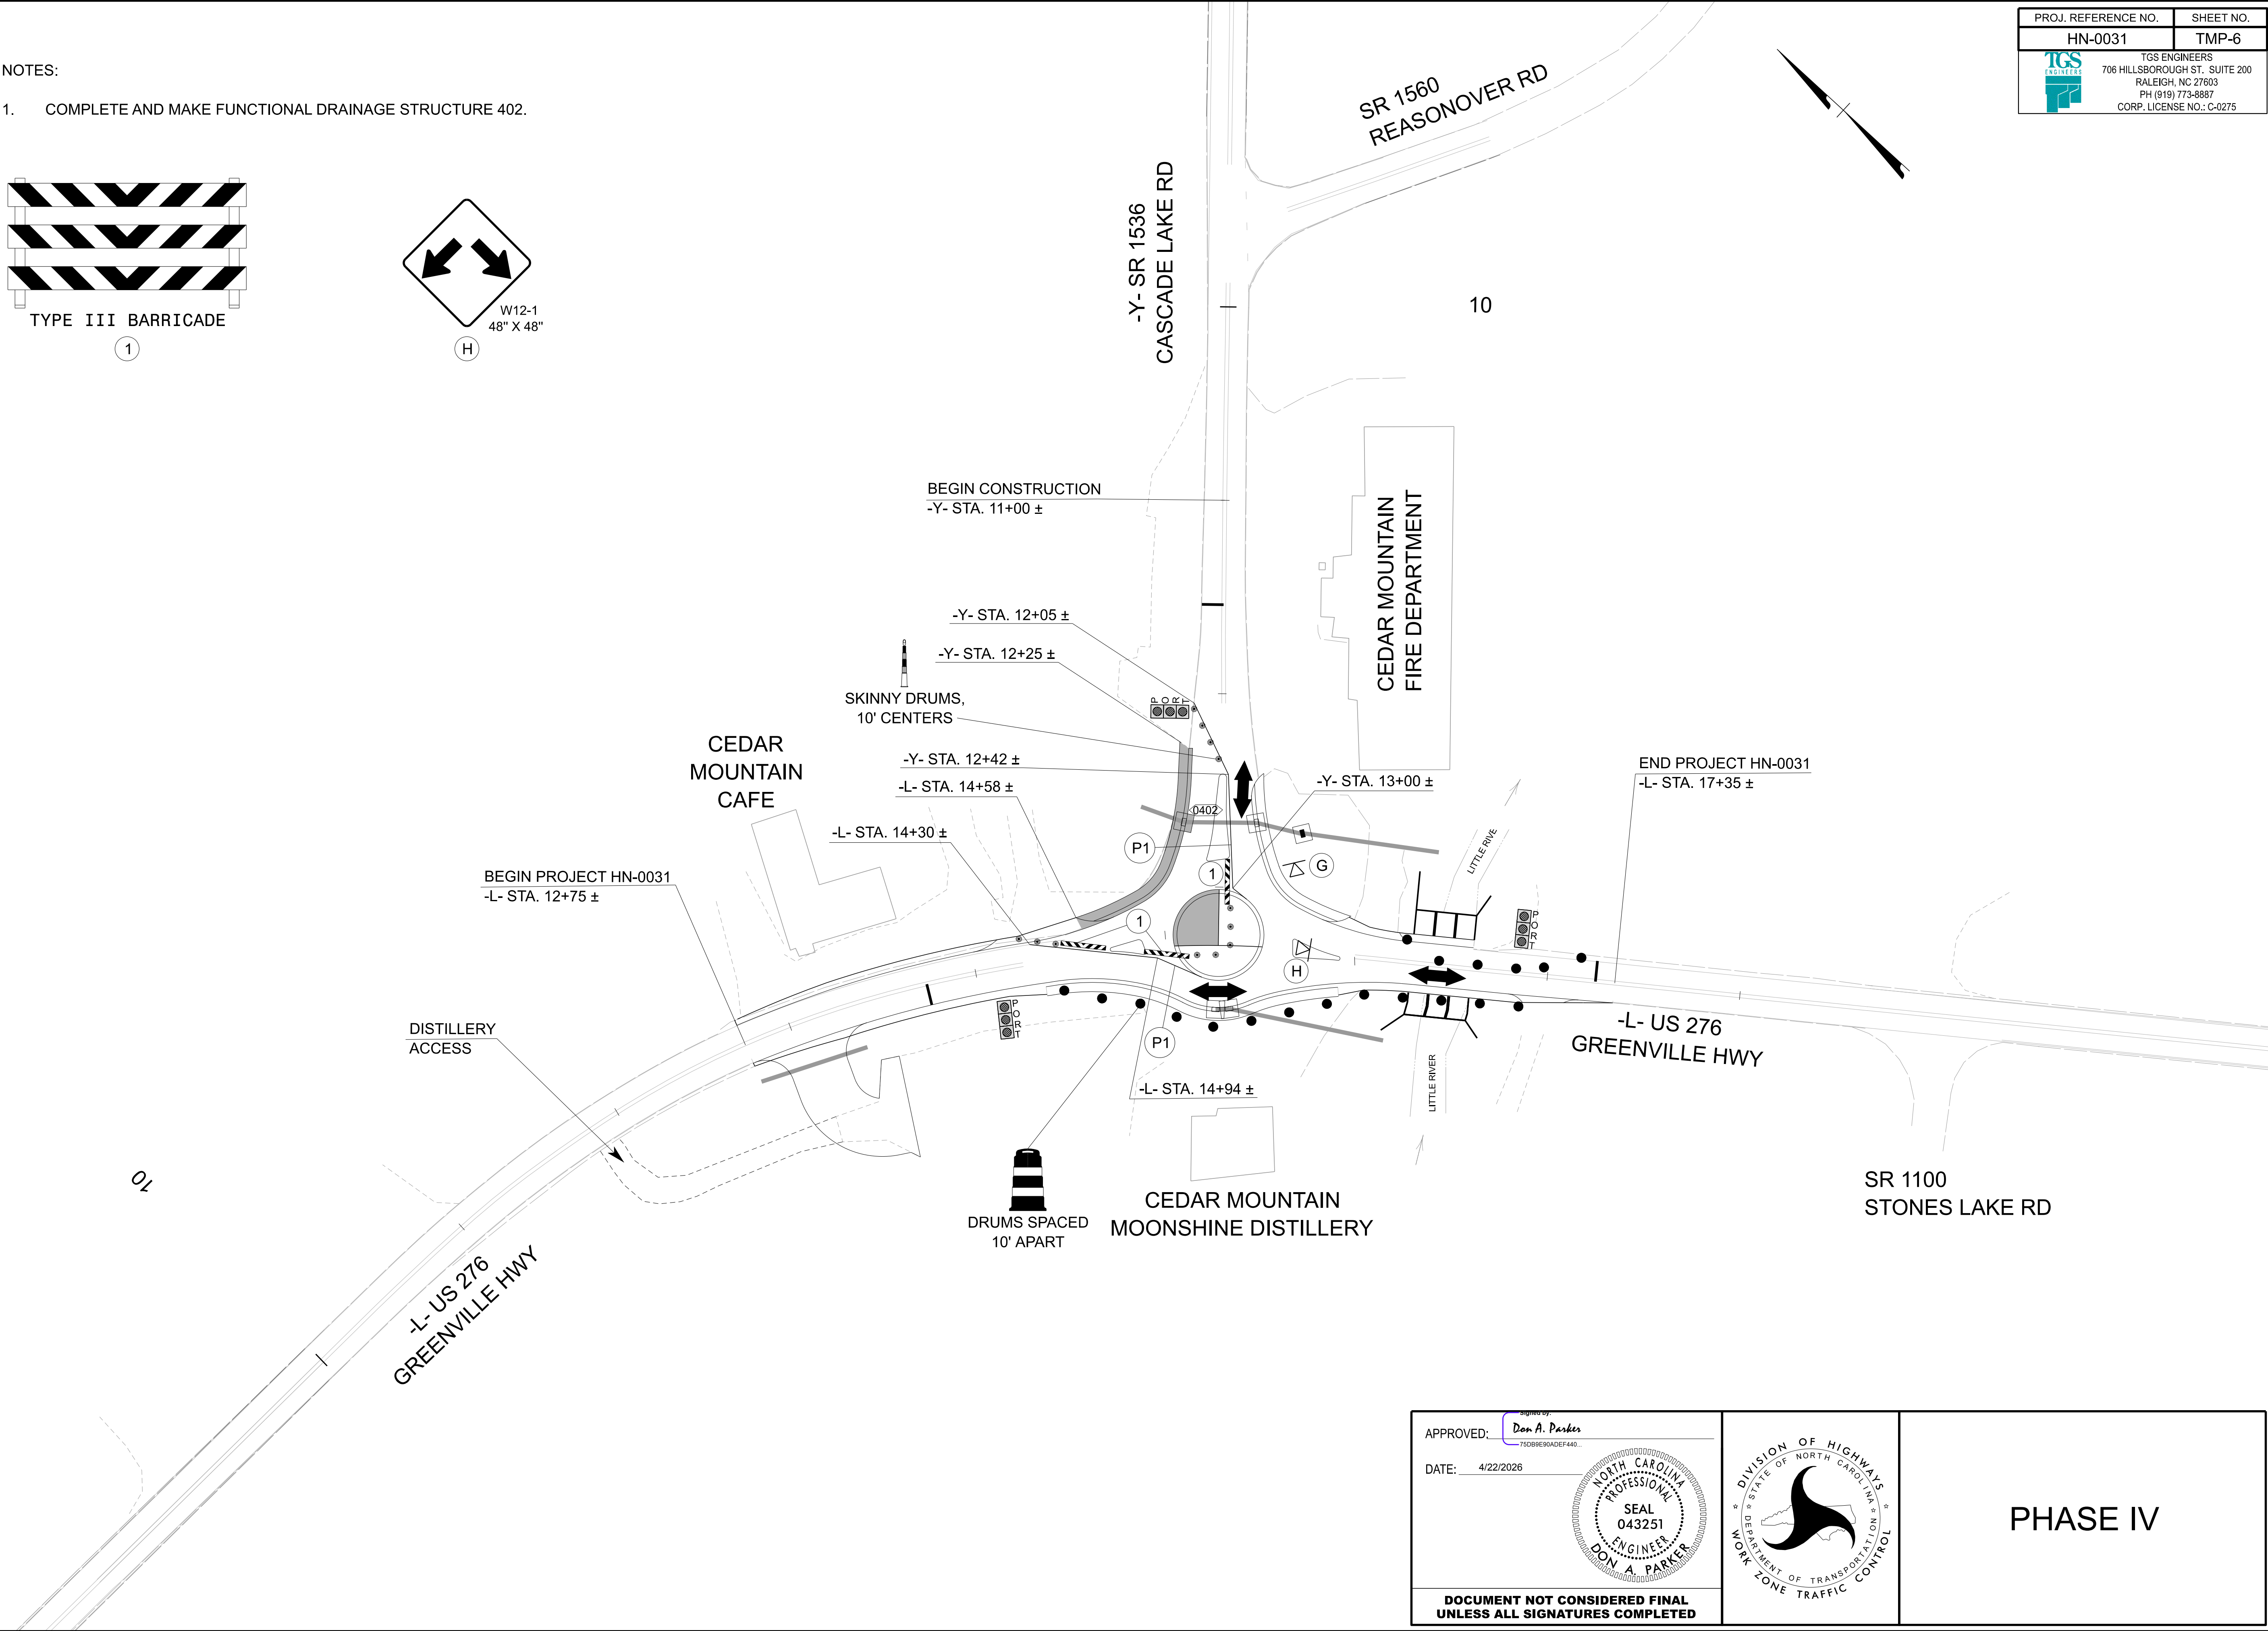 PROJ. REFERENCE NO.
SHEET NO.
HN-0031
TMP-6
TGS
ENGINEERS
TGS ENGINEERS
706 HILLSBOROUGH ST. SUITE 200
RALEIGH, NC 27603
PH (919) 773-8887
CORP. LICENSE NO.: C-0275
NOTES:
1. COMPLETE AND MAKE FUNCTIONAL DRAINAGE STRUCTURE 402.
TYPE III BARRICADE
1
W12-1
48" X 48"
H
SR 1560
REASONOVER RD
-Y- SR 1536
CASCADE LAKE RD
10
BEGIN CONSTRUCTION
-Y- STA. 11+00 ±
CEDAR MOUNTAIN
FIRE DEPARTMENT
-Y- STA. 12+05 ±
-Y- STA. 12+25 ±
SKINNY DRUMS,
10' CENTERS
PORT
CEDAR
MOUNTAIN
CAFE
-Y- STA. 12+42 ±
-L- STA. 14+58 ±
-L- STA. 14+30 ±
-Y- STA. 13+00 ±
END PROJECT HN-0031
-L- STA. 17+35 ±
0402
P1
1
G
LITTLE RIVE
BEGIN PROJECT HN-0031
-L- STA. 12+75 ±
1
H
PORT
PORT
DISTILLERY
ACCESS
P1
-L- US 276
GREENVILLE HWY
LITTLE RIVER
-L- STA. 14+94 ±
10
DRUMS SPACED
10' APART
CEDAR MOUNTAIN
MOONSHINE DISTILLERY
SR 1100
STONES LAKE RD
-L- US 276
GREENVILLE HWY
APPROVED:
Signed by:
Don A. Parker
75DB9E90ADEF440...
DATE: 4/22/2026
NORTH CAROLINA
PROFESSIONAL
SEAL
043251
ENGINEER
DON A. PARKER
DOCUMENT NOT CONSIDERED FINAL
UNLESS ALL SIGNATURES COMPLETED
DIVISION OF HIGHWAYS
STATE OF NORTH CAROLINA
DEPARTMENT OF TRANSPORTATION
WORK ZONE TRAFFIC CONTROL
PHASE IV